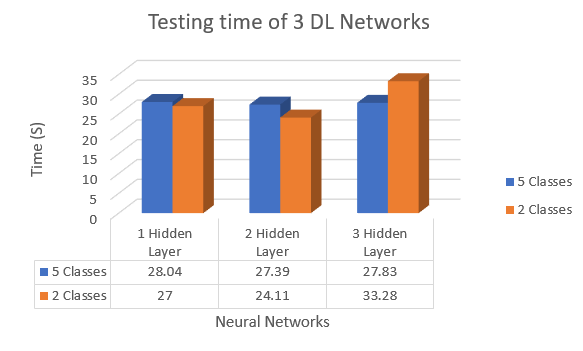 Testing time of 3 DL Networks
Time (S)
35
30
25
20
15
10
5
0
1 Hidden Layer
2 Hidden Layer
3 Hidden Layer
5 Classes 28.04 27.39 27.83
2 Classes 27 24.11 33.28
Neural Networks
5 Classes
2 Classes